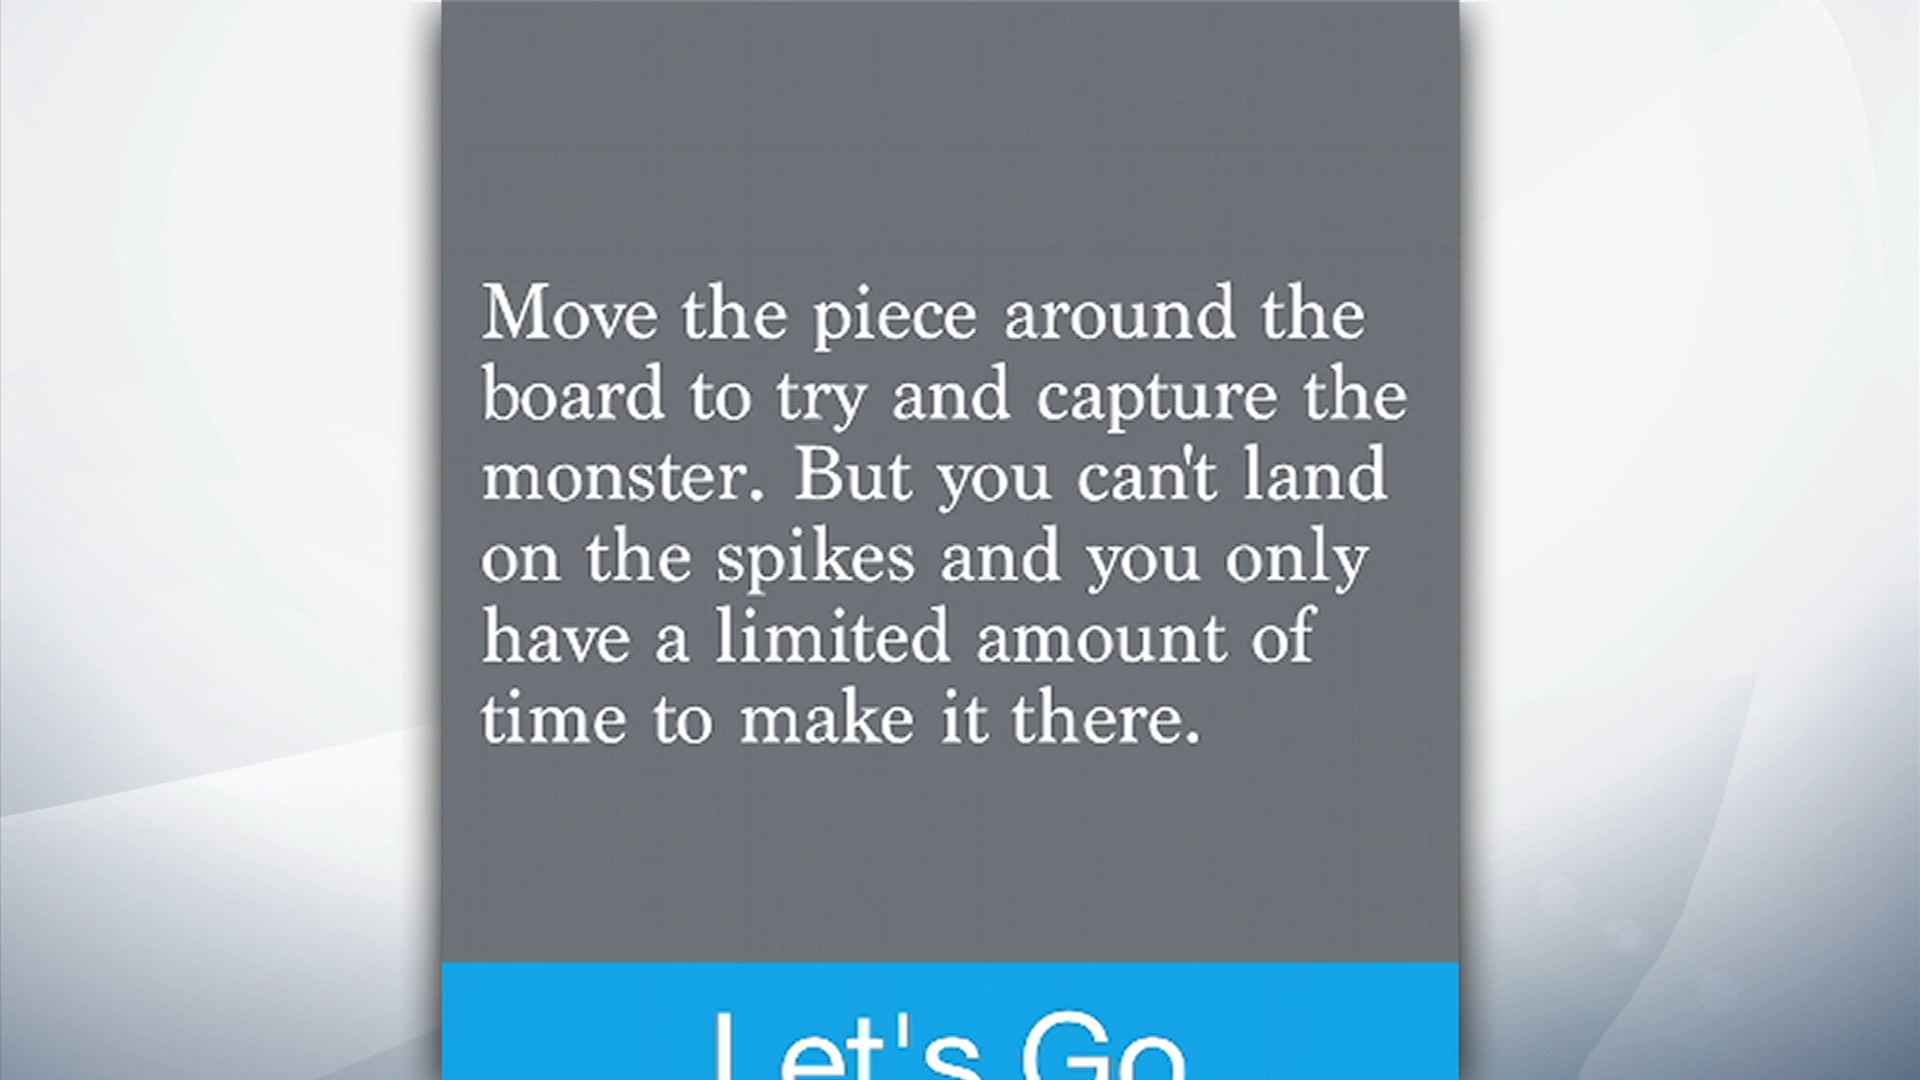 Move the piece around the
board to try and capture the
monster. But you can't land
on the spikes and you only
have a limited amount of
time to make it there.
Let's Go